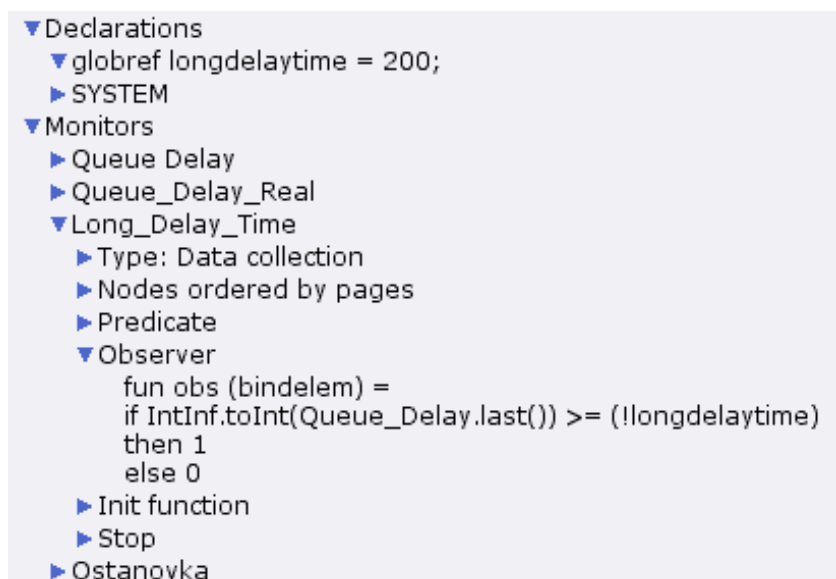 Declarations
globref longdelaytime = 200;
SYSTEM
Monitors
Queue Delay
Queue_Delay_Real
Long_Delay_Time
Type: Data collection
Nodes ordered by pages
Predicate
Observer
fun obs (bindelem) =
if IntInf.toInt(Queue_Delay.last()) >= (!longdelaytime)
then 1
else 0
Init function
Stop
Ostanovka